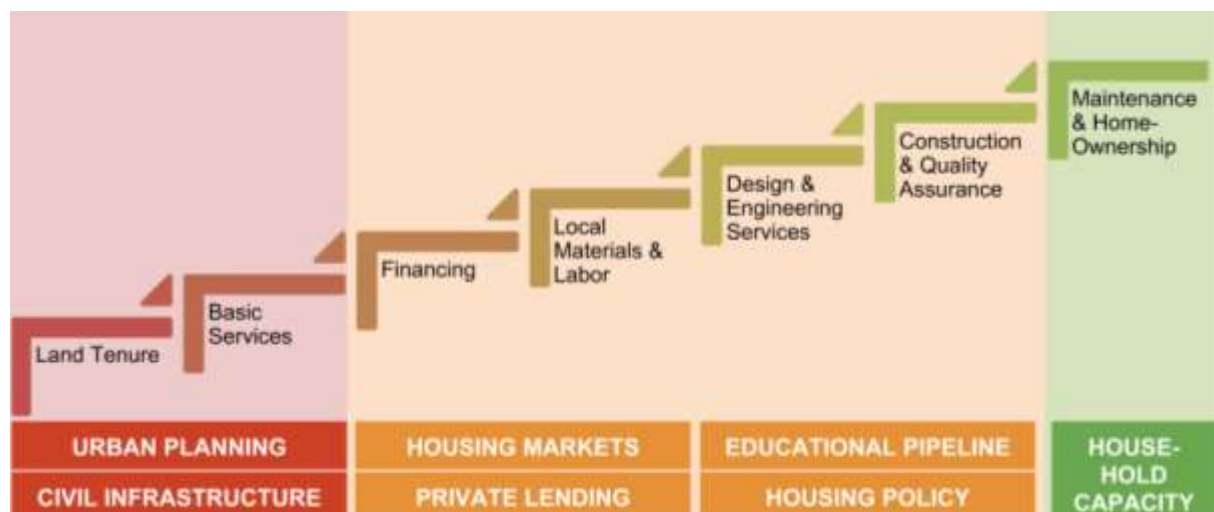 Land Tenure
Basic
Services
Financing
Local
Materials &
Labor
Design &
Engineering
Services
Construction
& Quality
Assurance
Maintenance
& Home-
Ownership
URBAN PLANNING
CIVIL INFRASTRUCTURE
HOUSING MARKETS
PRIVATE LENDING
EDUCATIONAL PIPELINE
HOUSING POLICY
HOUSE-
HOLD
CAPACITY